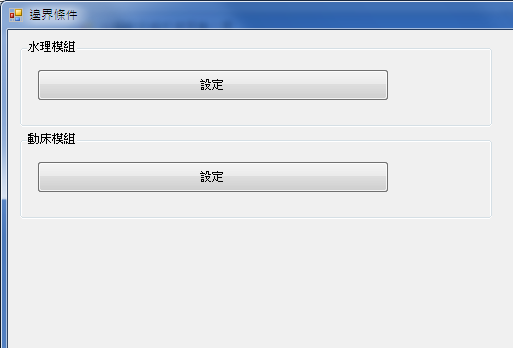 邊界條件
水理模組
設定
動床模組
設定